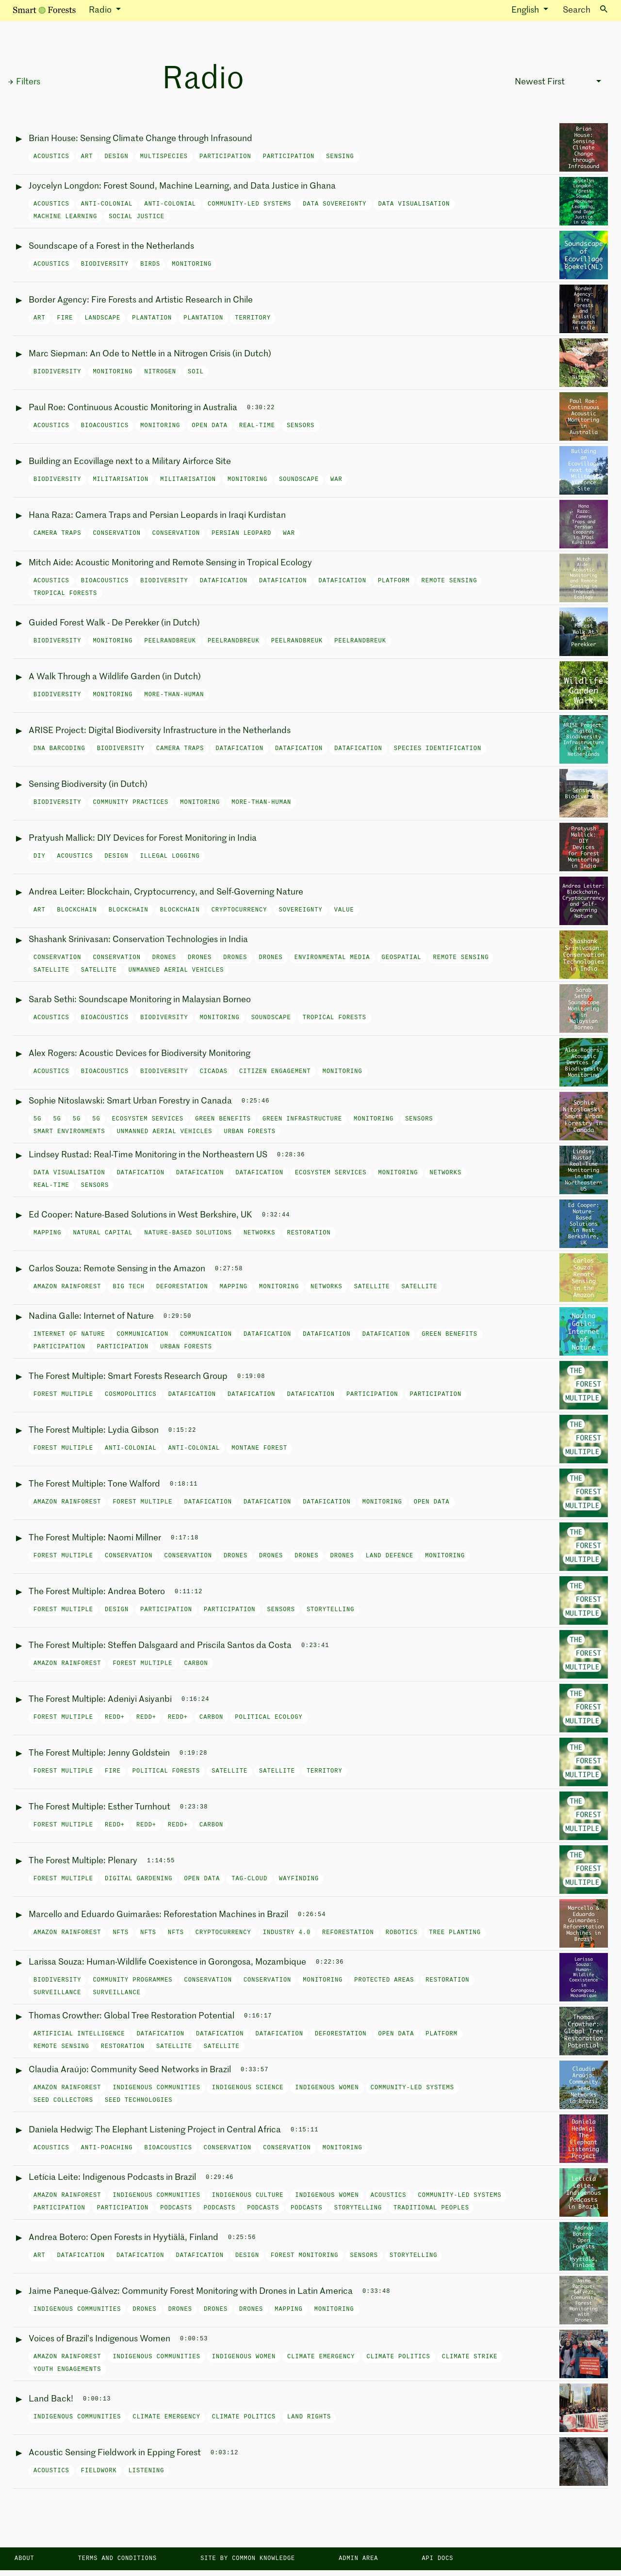 Smart Forests Radio English Search
Filters
Radio
Newest First
Brian House: Sensing Climate Change through Infrasound
ACOUSTICS ART DESIGN MULTISPECIES PARTICIPATION PARTICIPATION SENSING
Joycelyn Longdon: Forest Sound, Machine Learning, and Data Justice in Ghana
ACOUSTICS ANTI-COLONIAL ANTI-COLONIAL COMMUNITY-LED SYSTEMS DATA SOVEREIGNTY DATA VISUALISATION
MACHINE LEARNING SOCIAL JUSTICE
Soundscape of a Forest in the Netherlands
ACOUSTICS BIODIVERSITY BIRDS MONITORING
Border Agency: Fire Forests and Artistic Research in Chile
ART FIRE LANDSCAPE PLANTATION PLANTATION TERRITORY
Marc Siepman: An Ode to Nettle in a Nitrogen Crisis (in Dutch)
BIODIVERSITY MONITORING NITROGEN SOIL
Paul Roe: Continuous Acoustic Monitoring in Australia 0:30:22
ACOUSTICS BIOACOUSTICS MONITORING OPEN DATA REAL-TIME SENSORS
Building an Ecovillage next to a Military Airforce Site
BIODIVERSITY MILITARISATION MILITARISATION MONITORING SOUNDSCAPE WAR
Hana Raza: Camera Traps and Persian Leopards in Iraqi Kurdistan
CAMERA TRAPS CONSERVATION CONSERVATION PERSIAN LEOPARD WAR
Mitch Aide: Acoustic Monitoring and Remote Sensing in Tropical Ecology
ACOUSTICS BIOACOUSTICS BIODIVERSITY DATAFICATION DATAFICATION DATAFICATION PLATFORM REMOTE SENSING
TROPICAL FORESTS
Guided Forest Walk - De Perekker (in Dutch)
BIODIVERSITY MONITORING PEELRANDBREUK PEELRANDBREUK PEELRANDBREUK PEELRANDBREUK
A Walk Through a Wildlife Garden (in Dutch)
BIODIVERSITY MONITORING MORE-THAN-HUMAN
ARISE Project: Digital Biodiversity Infrastructure in the Netherlands
DNA BARCODING BIODIVERSITY CAMERA TRAPS DATAFICATION DATAFICATION DATAFICATION SPECIES IDENTIFICATION
Sensing Biodiversity (in Dutch)
BIODIVERSITY COMMUNITY PRACTICES MONITORING MORE-THAN-HUMAN
Pratyush Mallick: DIY Devices for Forest Monitoring in India
DIY ACOUSTICS DESIGN ILLEGAL LOGGING
Andrea Leiter: Blockchain, Cryptocurrency, and Self-Governing Nature
ART BLOCKCHAIN BLOCKCHAIN BLOCKCHAIN CRYPTOCURRENCY SOVEREIGNTY VALUE
Shashank Srinivasan: Conservation Technologies in India
CONSERVATION CONSERVATION DRONES DRONES DRONES DRONES ENVIRONMENTAL MEDIA GEOSPATIAL REMOTE SENSING
SATELLITE SATELLITE UNMANNED AERIAL VEHICLES
Sarab Sethi: Soundscape Monitoring in Malaysian Borneo
ACOUSTICS BIOACOUSTICS BIODIVERSITY MONITORING SOUNDSCAPE TROPICAL FORESTS
Alex Rogers: Acoustic Devices for Biodiversity Monitoring
ACOUSTICS BIOACOUSTICS BIODIVERSITY CICADAS CITIZEN ENGAGEMENT MONITORING
Sophie Nitoslawski: Smart Urban Forestry in Canada 0:25:46
5G 5G 5G 5G ECOSYSTEM SERVICES GREEN BENEFITS GREEN INFRASTRUCTURE MONITORING SENSORS
SMART ENVIRONMENTS UNMANNED AERIAL VEHICLES URBAN FORESTS
Lindsey Rustad: Real-Time Monitoring in the Northeastern US 0:28:36
DATA VISUALISATION DATAFICATION DATAFICATION DATAFICATION ECOSYSTEM SERVICES MONITORING NETWORKS
REAL-TIME SENSORS
Ed Cooper: Nature-Based Solutions in West Berkshire, UK 0:32:44
MAPPING NATURAL CAPITAL NATURE-BASED SOLUTIONS NETWORKS RESTORATION
Carlos Souza: Remote Sensing in the Amazon 0:27:58
AMAZON RAINFOREST BIG TECH DEFORESTATION MAPPING MONITORING NETWORKS SATELLITE SATELLITE
Nadina Galle: Internet of Nature 0:29:50
INTERNET OF NATURE COMMUNICATION COMMUNICATION DATAFICATION DATAFICATION DATAFICATION GREEN BENEFITS
PARTICIPATION PARTICIPATION URBAN FORESTS
The Forest Multiple: Smart Forests Research Group 0:19:08
FOREST MULTIPLE COSMOPOLITICS DATAFICATION DATAFICATION DATAFICATION PARTICIPATION PARTICIPATION
The Forest Multiple: Lydia Gibson 0:15:22
FOREST MULTIPLE ANTI-COLONIAL ANTI-COLONIAL MONTANE FOREST
The Forest Multiple: Tone Walford 0:18:11
AMAZON RAINFOREST FOREST MULTIPLE DATAFICATION DATAFICATION DATAFICATION MONITORING OPEN DATA
The Forest Multiple: Naomi Millner 0:17:18
FOREST MULTIPLE CONSERVATION CONSERVATION DRONES DRONES DRONES DRONES LAND DEFENCE MONITORING
The Forest Multiple: Andrea Botero 0:11:12
FOREST MULTIPLE DESIGN PARTICIPATION PARTICIPATION SENSORS STORYTELLING
The Forest Multiple: Steffen Dalsgaard and Priscila Santos da Costa 0:23:41
AMAZON RAINFOREST FOREST MULTIPLE CARBON
The Forest Multiple: Adeniyi Asiyanbi 0:16:24
FOREST MULTIPLE REDD+ REDD+ REDD+ CARBON POLITICAL ECOLOGY
The Forest Multiple: Jenny Goldstein 0:19:28
FOREST MULTIPLE FIRE POLITICAL FORESTS SATELLITE SATELLITE TERRITORY
The Forest Multiple: Esther Turnhout 0:23:38
FOREST MULTIPLE REDD+ REDD+ REDD+ CARBON
The Forest Multiple: Plenary 1:14:55
FOREST MULTIPLE DIGITAL GARDENING OPEN DATA TAG-CLOUD WAYFINDING
Marcello and Eduardo Guimarães: Reforestation Machines in Brazil 0:26:54
AMAZON RAINFOREST NFTS NFTS NFTS CRYPTOCURRENCY INDUSTRY 4.0 REFORESTATION ROBOTICS TREE PLANTING
Larissa Souza: Human-Wildlife Coexistence in Gorongosa, Mozambique 0:22:36
BIODIVERSITY COMMUNITY PROGRAMMES CONSERVATION CONSERVATION MONITORING PROTECTED AREAS RESTORATION
SURVEILLANCE SURVEILLANCE
Thomas Crowther: Global Tree Restoration Potential 0:16:17
ARTIFICIAL INTELLIGENCE DATAFICATION DATAFICATION DATAFICATION DEFORESTATION OPEN DATA PLATFORM
REMOTE SENSING RESTORATION SATELLITE SATELLITE
Claudia Araújo: Community Seed Networks in Brazil 0:33:57
AMAZON RAINFOREST INDIGENOUS COMMUNITIES INDIGENOUS SCIENCE INDIGENOUS WOMEN COMMUNITY-LED SYSTEMS
SEED COLLECTORS SEED TECHNOLOGIES
Daniela Hedwig: The Elephant Listening Project in Central Africa 0:15:11
ACOUSTICS ANTI-POACHING BIOACOUSTICS CONSERVATION CONSERVATION MONITORING
Letícia Leite: Indigenous Podcasts in Brazil 0:29:46
AMAZON RAINFOREST INDIGENOUS COMMUNITIES INDIGENOUS CULTURE INDIGENOUS WOMEN ACOUSTICS COMMUNITY-LED SYSTEMS
PARTICIPATION PARTICIPATION PODCASTS PODCASTS PODCASTS PODCASTS STORYTELLING TRADITIONAL PEOPLES
Andrea Botero: Open Forests in Hyytiälä, Finland 0:25:56
ART DATAFICATION DATAFICATION DATAFICATION DESIGN FOREST MONITORING SENSORS STORYTELLING
Jaime Paneque-Gálvez: Community Forest Monitoring with Drones in Latin America 0:33:48
INDIGENOUS COMMUNITIES DRONES DRONES DRONES DRONES MAPPING MONITORING
Voices of Brazil's Indigenous Women 0:00:53
AMAZON RAINFOREST INDIGENOUS COMMUNITIES INDIGENOUS WOMEN CLIMATE EMERGENCY CLIMATE POLITICS CLIMATE STRIKE
YOUTH ENGAGEMENTS
Land Back! 0:00:13
INDIGENOUS COMMUNITIES CLIMATE EMERGENCY CLIMATE POLITICS LAND RIGHTS
Acoustic Sensing Fieldwork in Epping Forest 0:03:12
ACOUSTICS FIELDWORK LISTENING
ABOUT TERMS AND CONDITIONS SITE BY COMMON KNOWLEDGE ADMIN AREA API DOCS